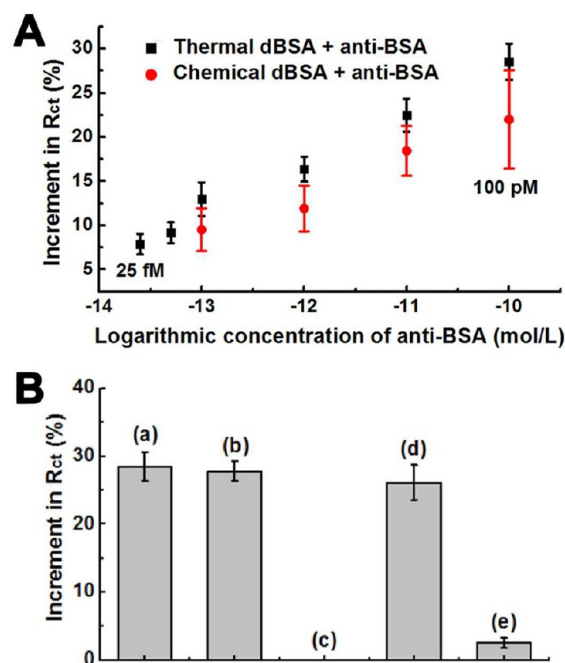 A
Increment in Rct (%)
30
25
20
15
10
5
Thermal dBSA + anti-BSA
Chemical dBSA + anti-BSA
100 pM
25 fM
-14 -13 -12 -11 -10
Logarithmic concentration of anti-BSA (mol/L)
B
Increment in Rct (%)
40
30
20
10
0
(a) (b) (c) (d) (e)